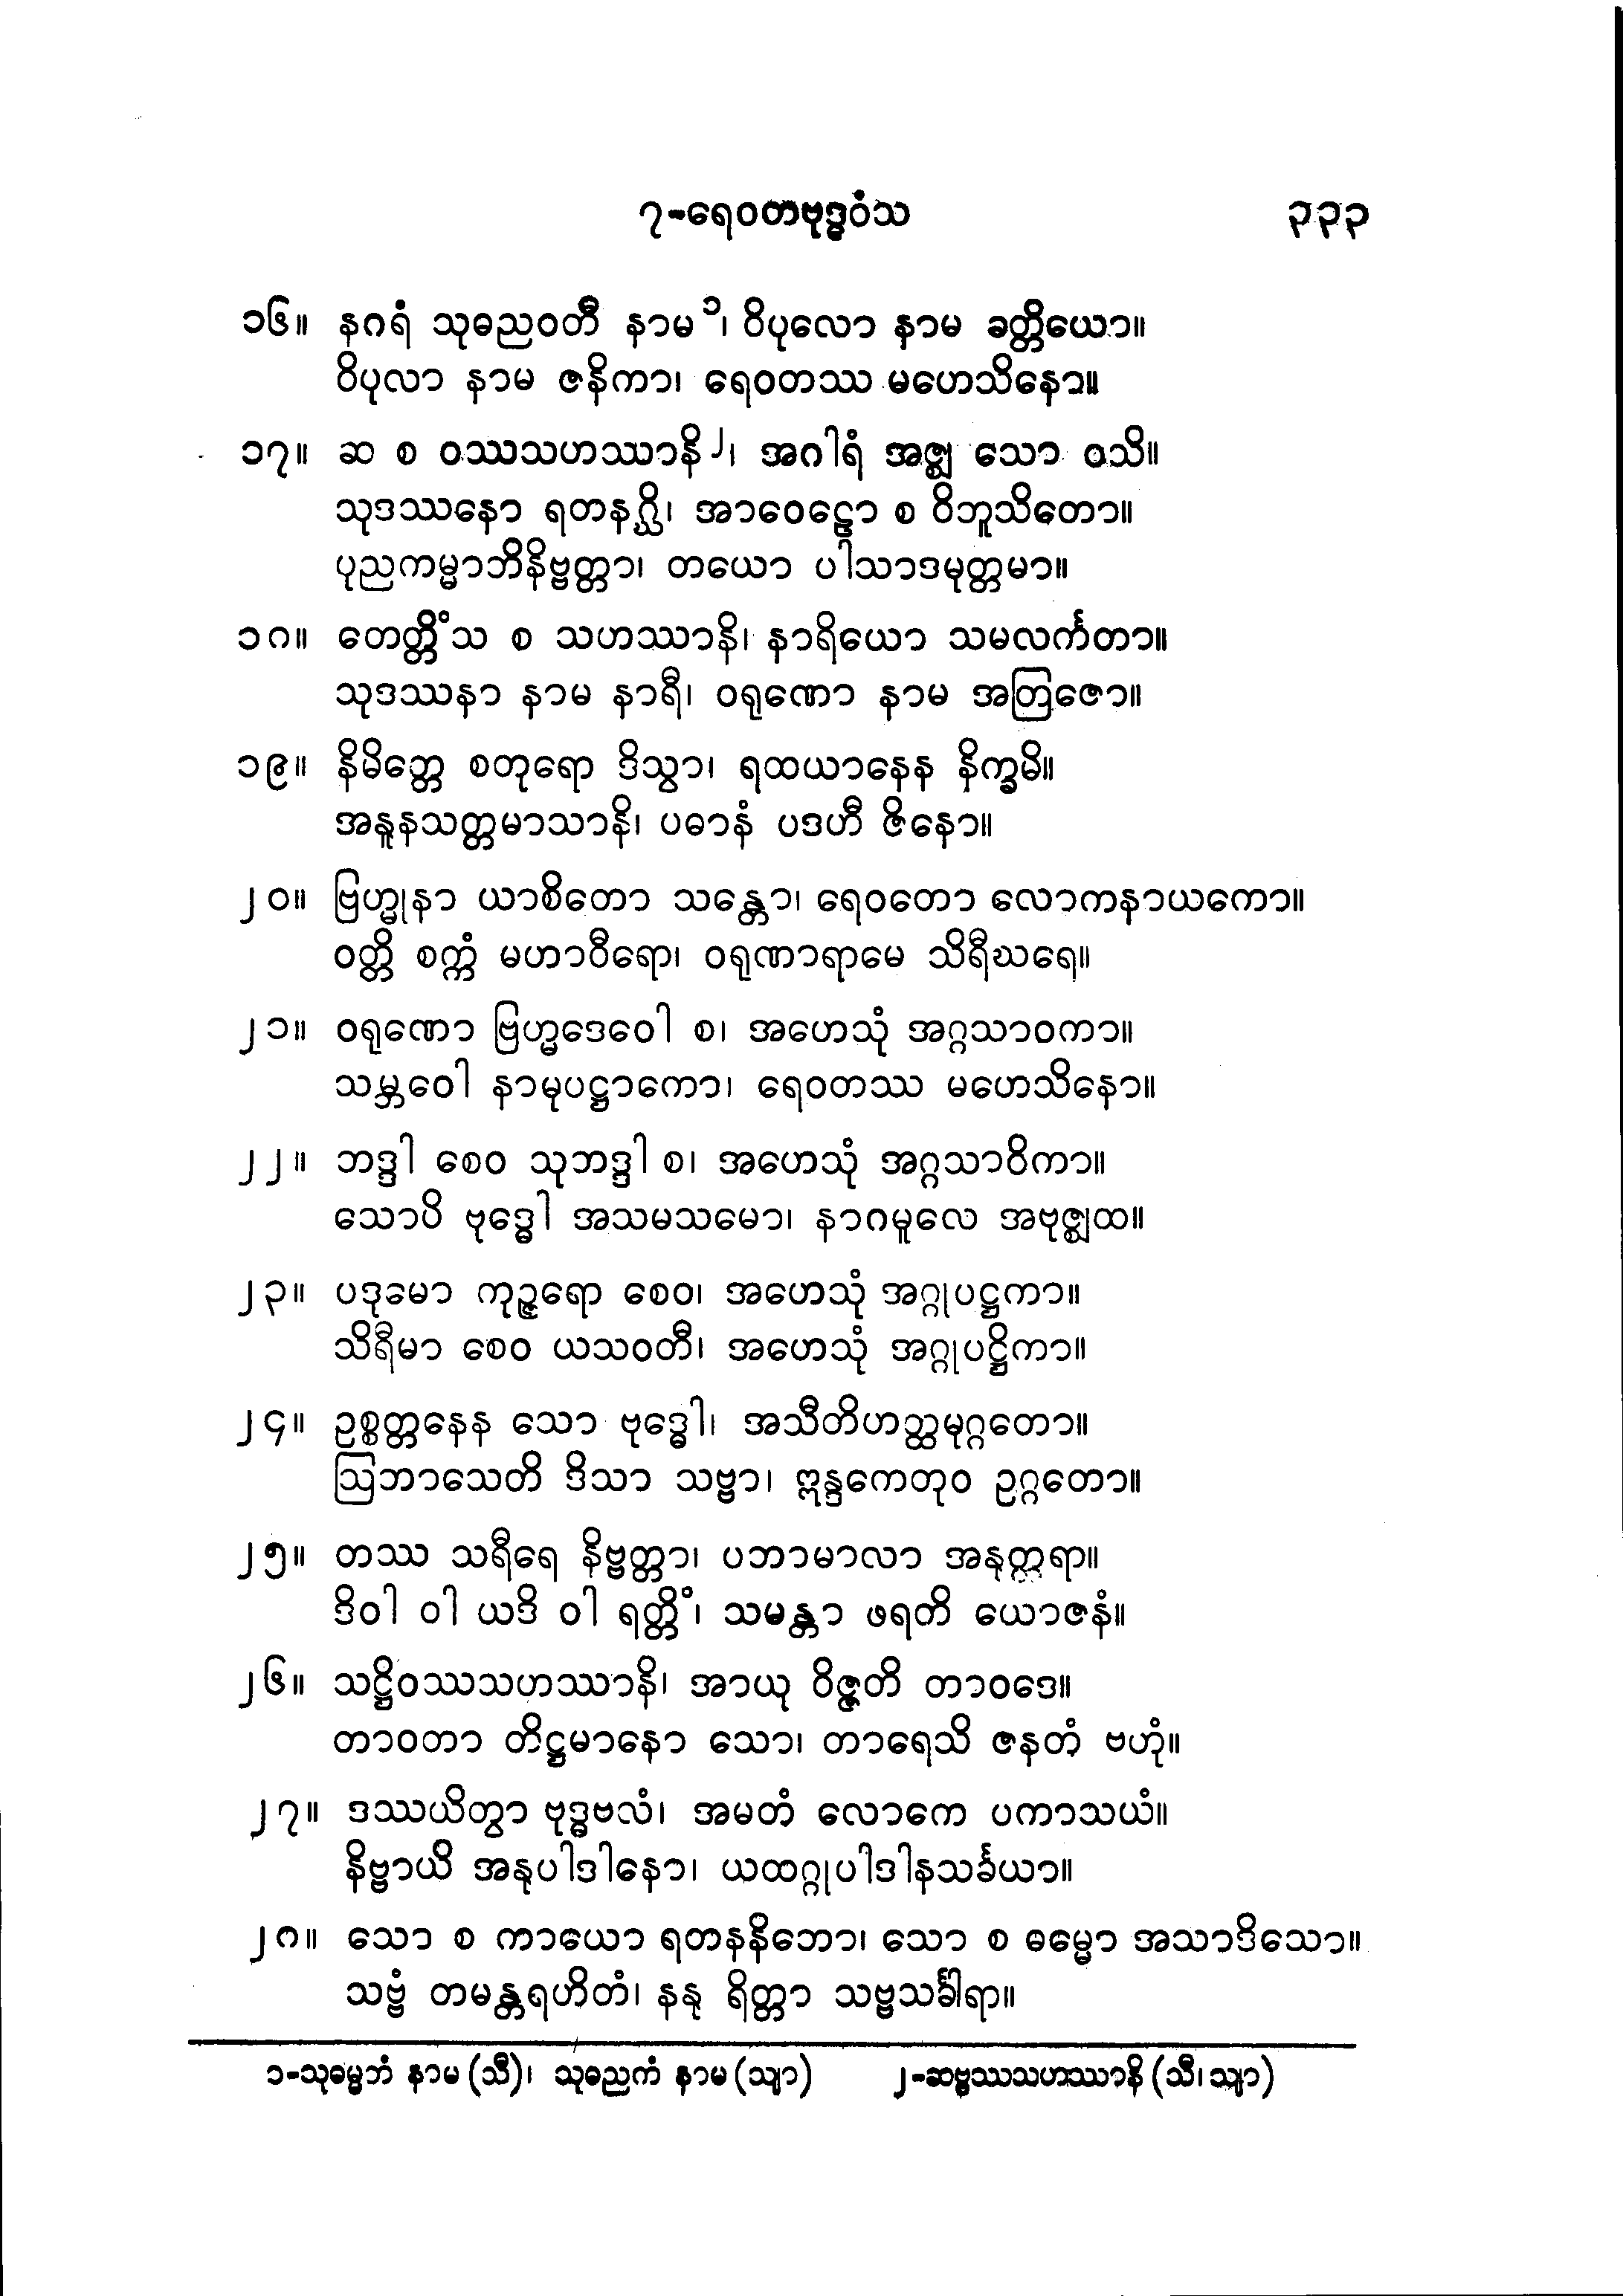 ၇-ရေဝတဗုဒ္ဓဝံသ ၃၃၃
၁၆။ နဂရံ သုဓညဝတီ နာမ ၁၊ ဝိပုလော နာမ ခတ္တိယော။
ဝိပုလာ နာမ ဇနိကာ၊ ရေဝတဿ မဟေသိနော။
၁၇။ ဆ စ ဝဿသဟဿာနိ ၂၊ အဂါရံ အဇ္ဈ သော ဝသိ။
သုဒဿနော ရတနဂ္ဃိ၊ အာဝေဠော စ ဝိဘူသိတော။
ပုညကမ္မာဘိနိဗ္ဗတ္တာ၊ တယော ပါသာဒမုတ္တမာ။
၁၈။ တေတ္တိံသ စ သဟဿာနိ၊ နာရိယော သမလင်္ကတာ။
သုဒဿနာ နာမ နာရီ၊ ဝရုဏော နာမ အတြဇော။
၁၉။ နိမိတ္တေ စတုရော ဒိသွာ၊ ရထယာနေန နိက္ခမိ။
အနူနသတ္တမာသာနိ၊ ပဓာနံ ပဒဟီ ဇိနော။
၂၀။ ဗြဟ္မုနာ ယာစိတော သန္တော၊ ရေဝတော လောကနာယကော။
ဝတ္တိ စက္ကံ မဟာဝီရော၊ ဝရုဏာရာမေ သိရီဃရေ။
၂၁။ ဝရုဏော ဗြဟ္မဒေဝေါ စ၊ အဟေသုံ အဂ္ဂသာဝကာ။
သမ္ဘဝေါ နာမုပဋ္ဌာကော၊ ရေဝတဿ မဟေသိနော။
၂၂။ ဘဒ္ဒါ စေဝ သုဘဒ္ဒါ စ၊ အဟေသုံ အဂ္ဂသာဝိကာ။
သောပိ ဗုဒ္ဓေါ အသမသမော၊ နာဂမူလေ အဗုဇ္ဈထ။
၂၃။ ပဒုမော ကုဉ္ဇရော စေဝ၊ အဟေသုံ အဂ္ဂုပဋ္ဌကာ။
သိရီမာ စေဝ ယသဝတီ၊ အဟေသုံ အဂ္ဂုပဋ္ဌိကာ။
၂၄။ ဥစ္စတ္တနေန သော ဗုဒ္ဓေါ၊ အသီတိဟတ္ထမုဂ္ဂတော။
ဩဘာသေတိ ဒိသာ သဗ္ဗာ၊ ဣန္ဒကေတုဝ ဥဂ္ဂတော။
၂၅။ တဿ သရီရေ နိဗ္ဗတ္တာ၊ ပဘာမာလာ အနုတ္တရာ။
ဒိဝါ ဝါ ယဒိ ဝါ ရတ္တိံ၊ သမန္တာ ဖရတိ ယောဇနံ။
၂၆။ သဋ္ဌိဝဿသဟဿာနိ၊ အာယု ဝိဇ္ဇတိ တာဝဒေ။
တာဝတာ တိဋ္ဌမာနော သော၊ တာရေသိ ဇနတံ ဗဟုံ။
၂၇။ ဒဿယိတွာ ဗုဒ္ဓဗလံ၊ အမတံ လောကေ ပကာသယံ။
နိဗ္ဗာယိ အနုပါဒါနော၊ ယထဂ္ဂုပါဒါနသင်္ခယာ။
၂၈။ သော စ ကာယော ရတနနိဘော၊ သော စ ဓမ္မော အသာဒိသော။
သဗ္ဗံ တမန္တရဟိတံ၊ နနု ရိတ္တာ သဗ္ဗသင်္ခါရာ။
၁-သုဓမ္မဘံ နာမ (သီ)၊ သုဓညကံ နာမ (သျာ) ၂-ဆဗ္ဗဿသဟဿာနိ (သီ၊ သျာ)